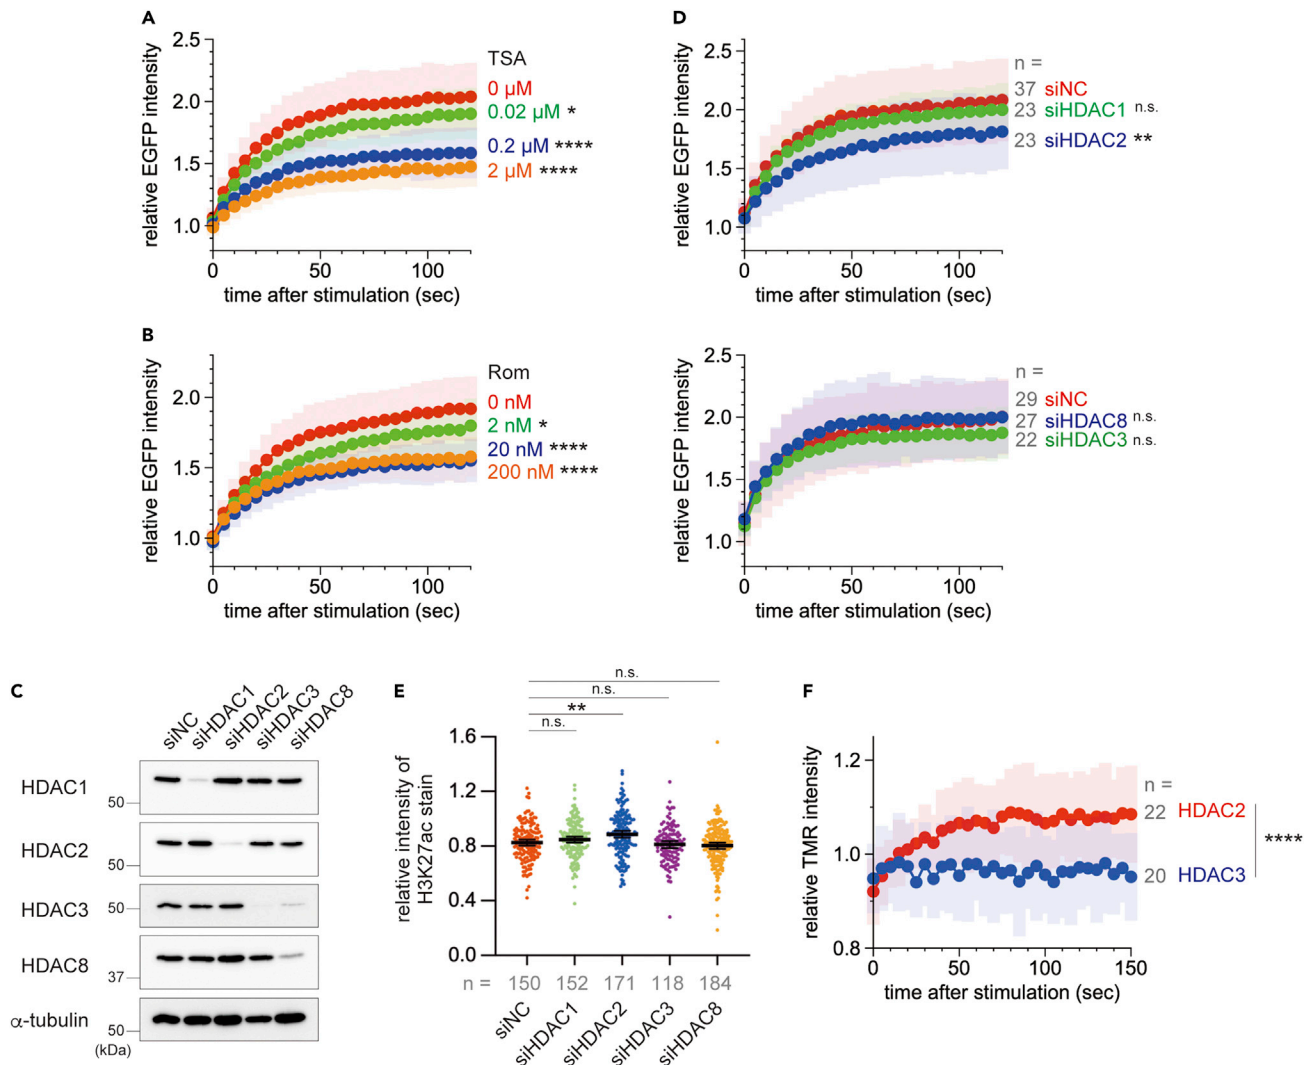 A
relative EGFP intensity
2.5
2.0
1.5
1.0
0
50
100
time after stimulation (sec)
TSA
0 μM
0.02 μM *
0.2 μM ****
2 μM ****
B
relative EGFP intensity
2.0
1.5
1.0
0
50
100
time after stimulation (sec)
Rom
0 nM
2 nM *
20 nM ****
200 nM ****
C
siNC
siHDAC1
siHDAC2
siHDAC3
siHDAC8
HDAC1
50
HDAC2
50
HDAC3
50
HDAC8
37
α-tubulin
50
(kDa)
D
relative EGFP intensity
2.5
2.0
1.5
1.0
0
50
100
time after stimulation (sec)
n =
37 siNC
23 siHDAC1 n.s.
23 siHDAC2 **
relative EGFP intensity
2.5
2.0
1.5
1.0
0
50
100
time after stimulation (sec)
n =
29 siNC
27 siHDAC8 n.s.
22 siHDAC3 n.s.
E
relative intensity of
H3K27ac stain
1.6
1.2
0.8
0.4
0.0
n.s.
n.s.
**
n.s.
n = 150 152 171 118 184
siNC
siHDAC1
siHDAC2
siHDAC3
siHDAC8
F
relative TMR intensity
1.2
1.0
0.8
0
50
100
150
time after stimulation (sec)
n =
22 HDAC2
20 HDAC3
****